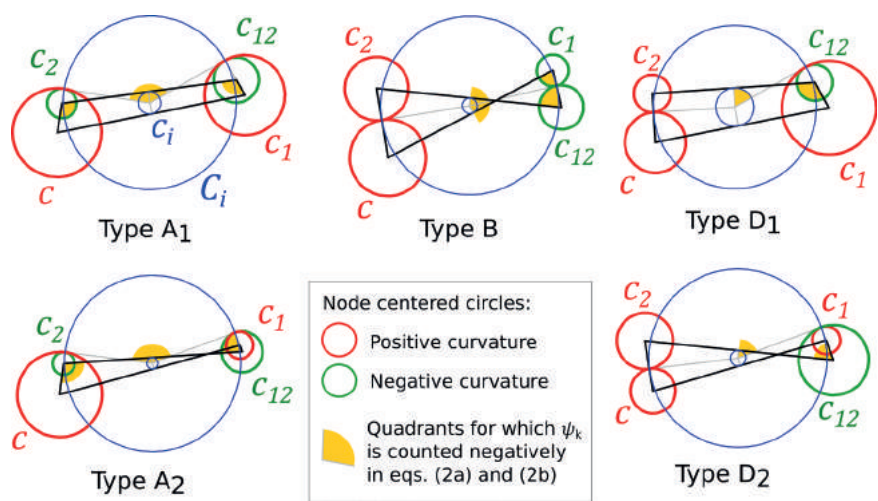 c2 c12
ci
c Ci c1
Type A1
c2 c1
c c12
Type B
c2 c12
c c1
Type D1
c2 c1
c c12
Type A2
Node centered circles:
Positive curvature
Negative curvature
Quadrants for which ψk
is counted negatively
in eqs. (2a) and (2b)
c2 c1
c c12
Type D2